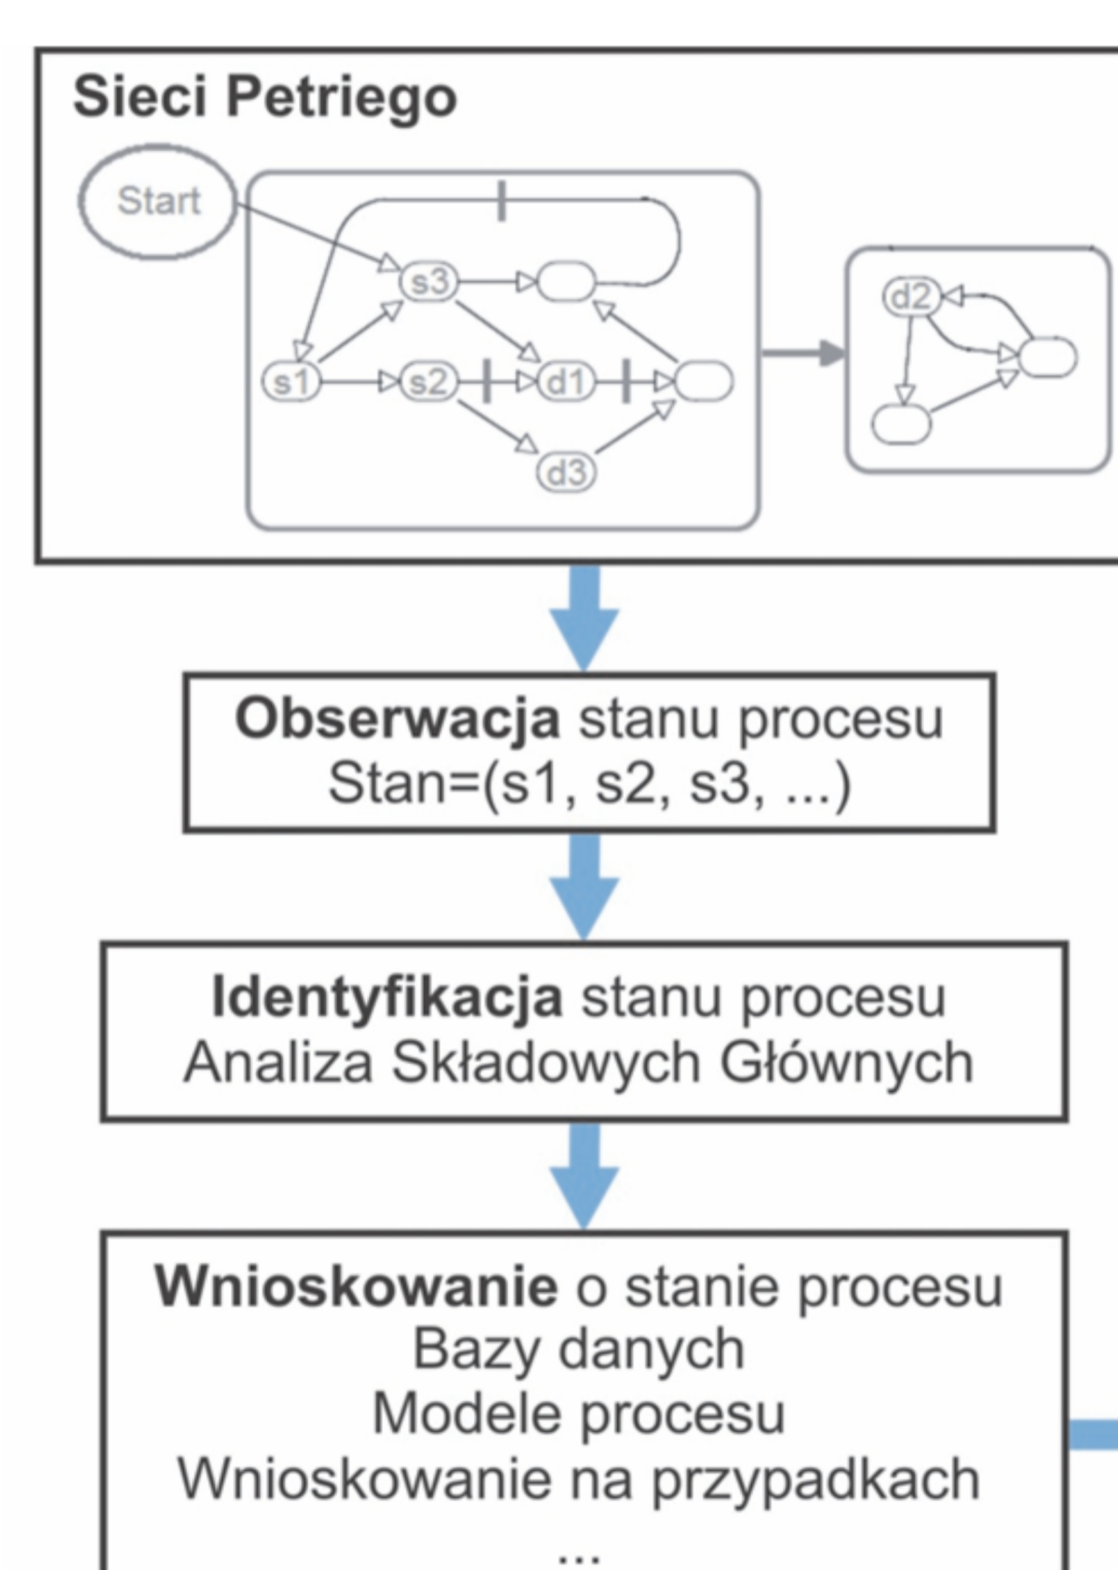 Sieci Petriego
Start
s3
d2
s1
s2
d1
d3
Obserwacja stanu procesu
Stan=(s1, s2, s3, ...)
Identyfikacja stanu procesu
Analiza Składowych Głównych
Wnioskowanie o stanie procesu
Bazy danych
Modele procesu
Wnioskowanie na przypadkach
...